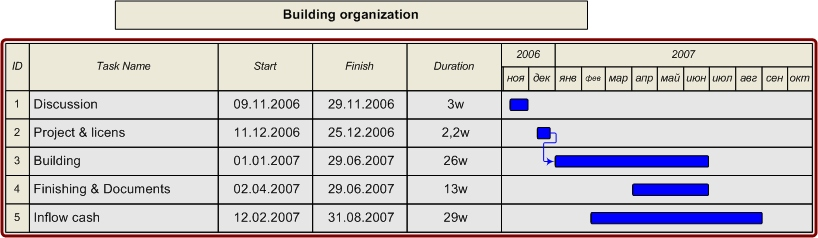 Building organization
ID Task Name Start Finish Duration 2006 2007
ноя дек янв фев мар апр май июн июл авг сен окт
1 Discussion 09.11.2006 29.11.2006 3w
2 Project & licens 11.12.2006 25.12.2006 2,2w
3 Building 01.01.2007 29.06.2007 26w
4 Finishing & Documents 02.04.2007 29.06.2007 13w
5 Inflow cash 12.02.2007 31.08.2007 29w